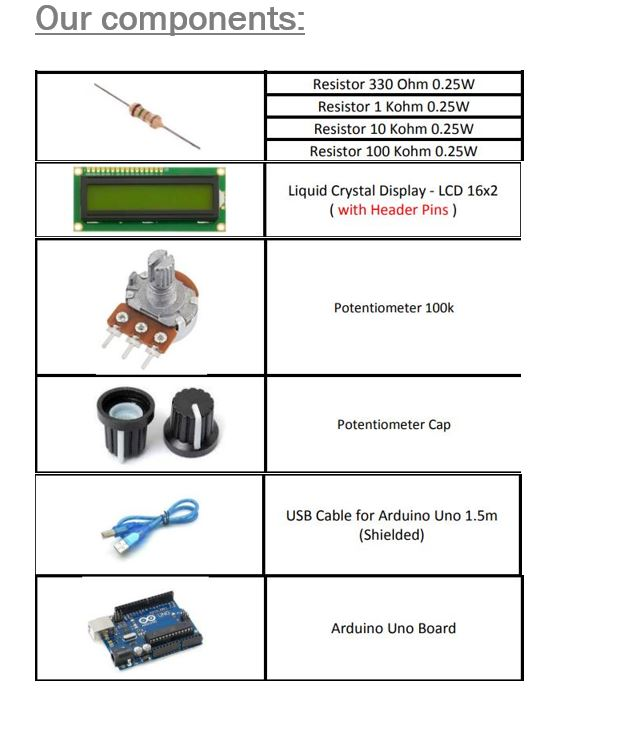 Our components:
Resistor 330 Ohm 0.25W
Resistor 1 Kohm 0.25W
Resistor 10 Kohm 0.25W
Resistor 100 Kohm 0.25W
Liquid Crystal Display - LCD 16x2
( with Header Pins )
Potentiometer 100k
Potentiometer Cap
USB Cable for Arduino Uno 1.5m
(Shielded)
UNO
Arduino Uno Board